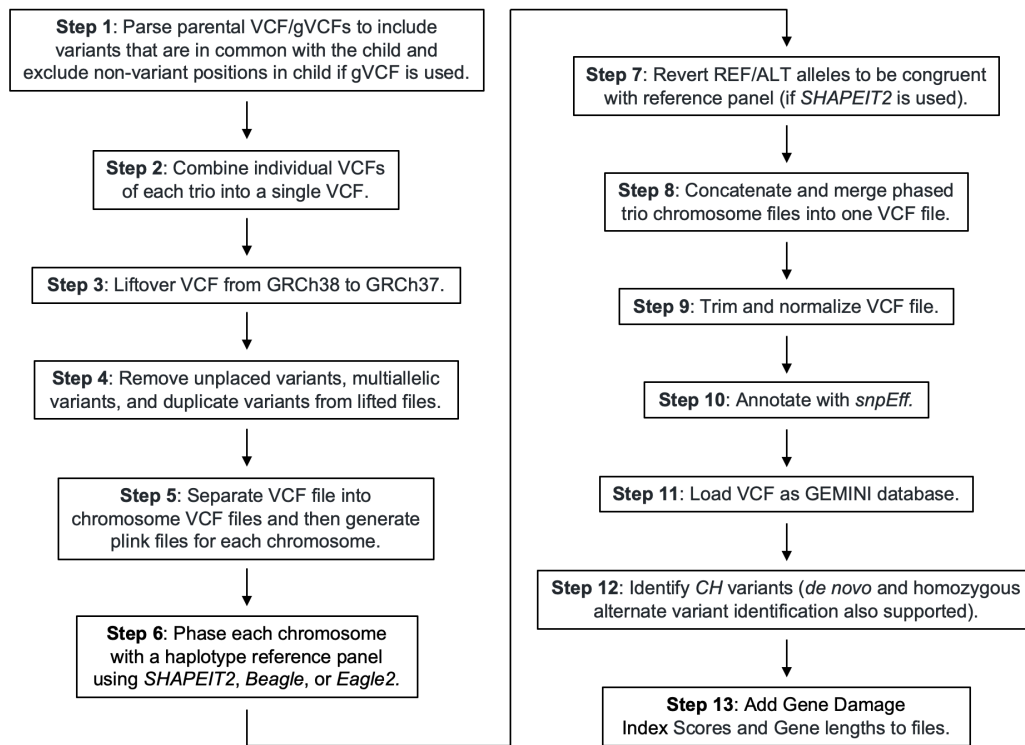 Step 1: Parse parental VCF/gVCFs to include
variants that are in common with the child and
exclude non-variant positions in child if gVCF is used.
Step 2: Combine individual VCFs
of each trio into a single VCF.
Step 3: Liftover VCF from GRCh38 to GRCh37.
Step 4: Remove unplaced variants, multiallelic
variants, and duplicate variants from lifted files.
Step 5: Separate VCF file into
chromosome VCF files and then generate
plink files for each chromosome.
Step 6: Phase each chromosome
with a haplotype reference panel
using SHAPEIT2, Beagle, or Eagle2.
Step 7: Revert REF/ALT alleles to be congruent
with reference panel (if SHAPEIT2 is used).
Step 8: Concatenate and merge phased
trio chromosome files into one VCF file.
Step 9: Trim and normalize VCF file.
Step 10: Annotate with snpEff.
Step 11: Load VCF as GEMINI database.
Step 12: Identify CH variants (de novo and homozygous
alternate variant identification also supported).
Step 13: Add Gene Damage
Index Scores and Gene lengths to files.